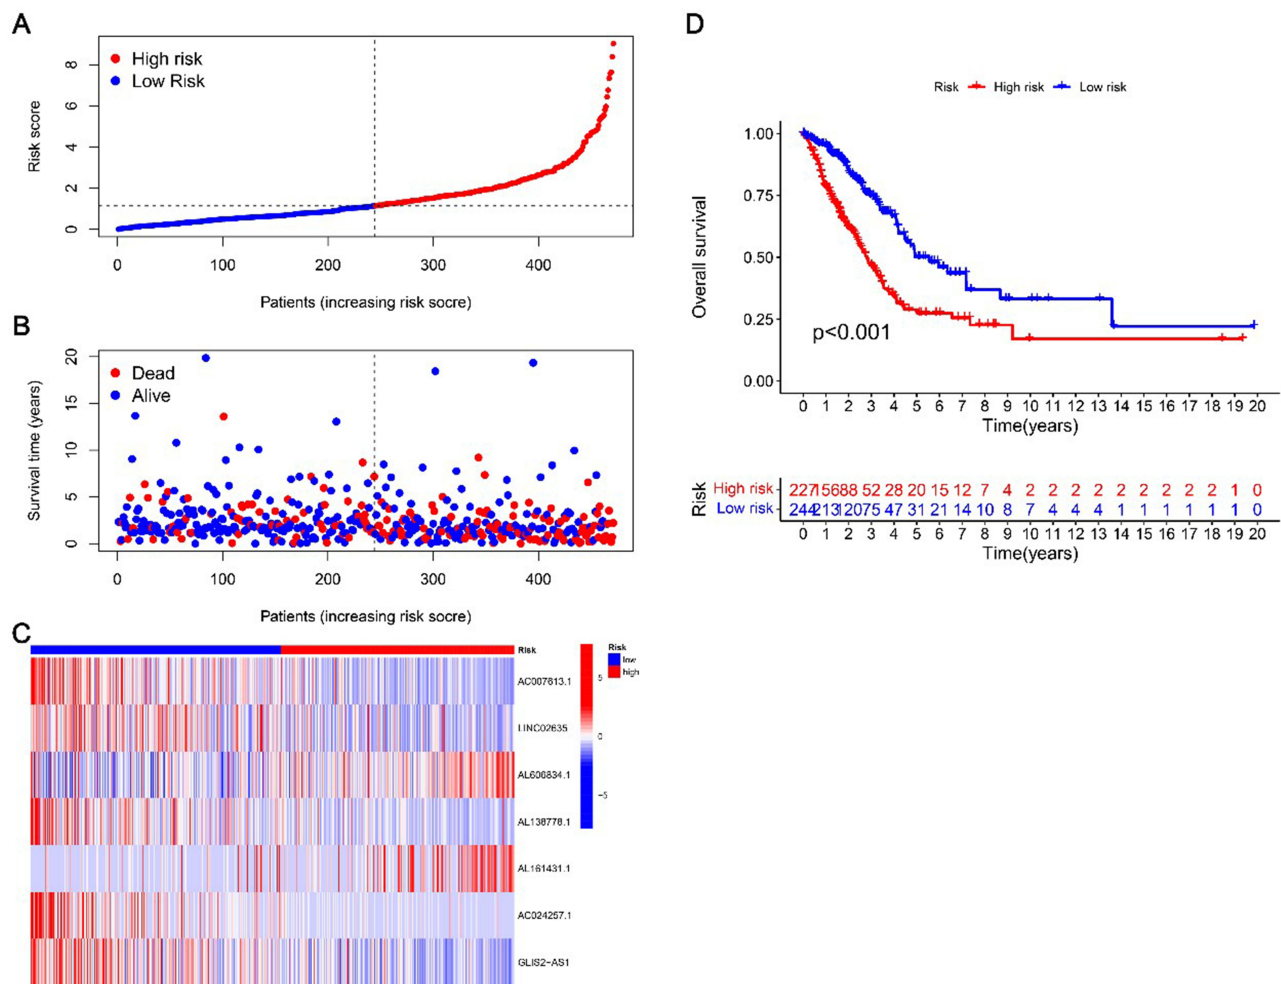 A
High risk
Low Risk
Risk score
0
2
4
6
8
0 100 200 300 400
Patients (increasing risk socre)
B
Dead
Alive
Survival time (years)
0
5
10
15
20
0 100 200 300 400
Patients (increasing risk socre)
C
Risk
AC007613.1
LINC02635
AL606834.1
AL138778.1
AL161431.1
AC024257.1
GLIS2-AS1
5
0
-5
Risk
low
high
D
Risk High risk Low risk
Overall survival
1.00
0.75
0.50
0.25
0.00
p<0.001
0 1 2 3 4 5 6 7 8 9 10 11 12 13 14 15 16 17 18 19 20
Time(years)
Risk
High risk 227 156 88 52 28 20 15 12 7 4 2 2 2 2 2 2 2 2 2 1 0
Low risk 244 213 120 75 47 31 21 14 10 8 7 4 4 4 1 1 1 1 1 1 0
0 1 2 3 4 5 6 7 8 9 10 11 12 13 14 15 16 17 18 19 20
Time(years)